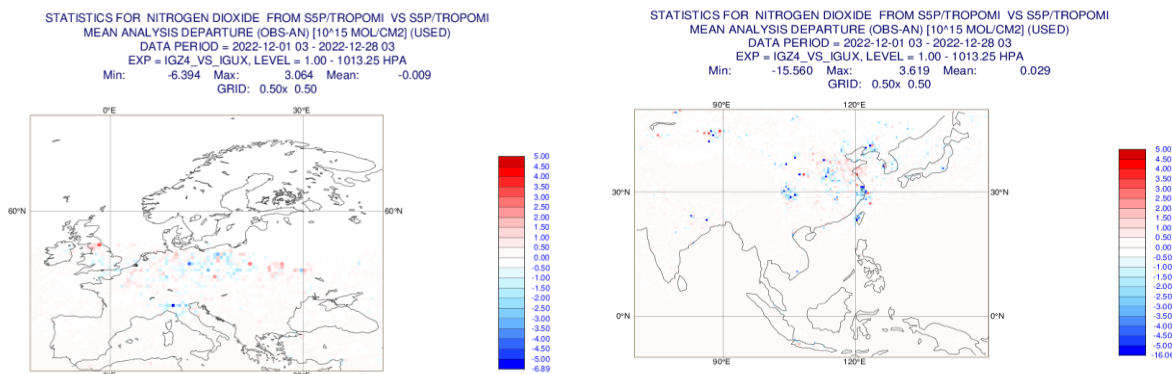 STATISTICS FOR NITROGEN DIOXIDE FROM S5P/TROPOMI VS S5P/TROPOMI
MEAN ANALYSIS DEPARTURE (OBS-AN) [10^15 MOL/CM2] (USED)
DATA PERIOD = 2022-12-01 03 - 2022-12-28 03
EXP = IGZ4_VS_IGUX, LEVEL = 1.00 - 1013.25 HPA
Min: -6.394 Max: 3.064 Mean: -0.009
GRID: 0.50x 0.50
0°E 30°E
60°N 60°N
0°E 30°E
5.00
4.50
4.00
3.50
3.00
2.50
2.00
1.50
1.00
0.50
0.00
-0.50
-1.00
-1.50
-2.00
-2.50
-3.00
-3.50
-4.00
-4.50
-5.00
-6.89
STATISTICS FOR NITROGEN DIOXIDE FROM S5P/TROPOMI VS S5P/TROPOMI
MEAN ANALYSIS DEPARTURE (OBS-AN) [10^15 MOL/CM2] (USED)
DATA PERIOD = 2022-12-01 03 - 2022-12-28 03
EXP = IGZ4_VS_IGUX, LEVEL = 1.00 - 1013.25 HPA
Min: -15.560 Max: 3.619 Mean: 0.029
GRID: 0.50x 0.50
90°E 120°E
30°N 30°N
0°N 0°N
90°E 120°E
5.00
4.50
4.00
3.50
3.00
2.50
2.00
1.50
1.00
0.50
0.00
-0.50
-1.00
-1.50
-2.00
-2.50
-3.00
-3.50
-4.00
-4.50
-5.00
-16.06